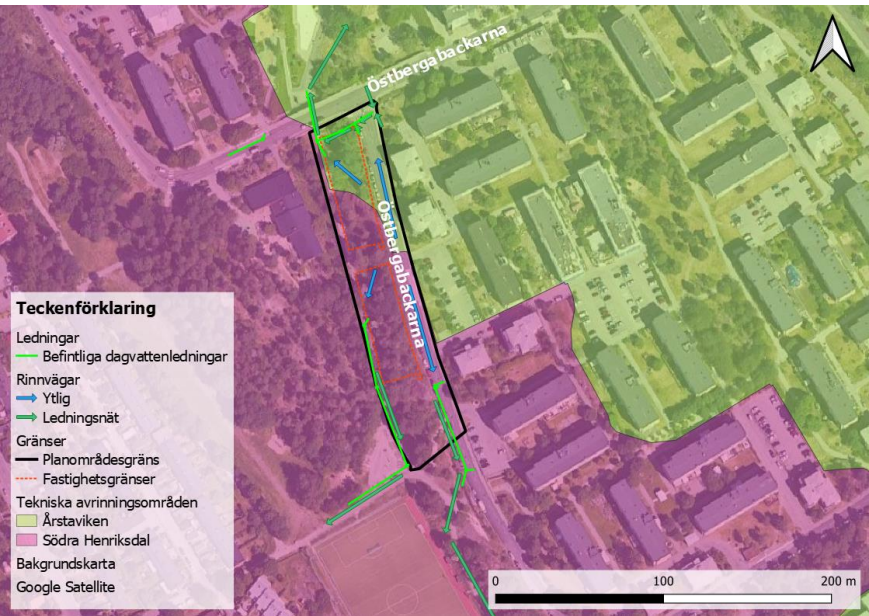 Östbergabackarna
Östbergabackarna
Teckenförklaring
Ledningar
Befintliga dagvattenledningar
Rinnvägar
Ytlig
Ledningsnät
Gränser
Planområdesgräns
Fastighetsgränser
Tekniska avrinningsområden
Årstaviken
Södra Henriksdal
Bakgrundskarta
Google Satellite
0 100 200 m